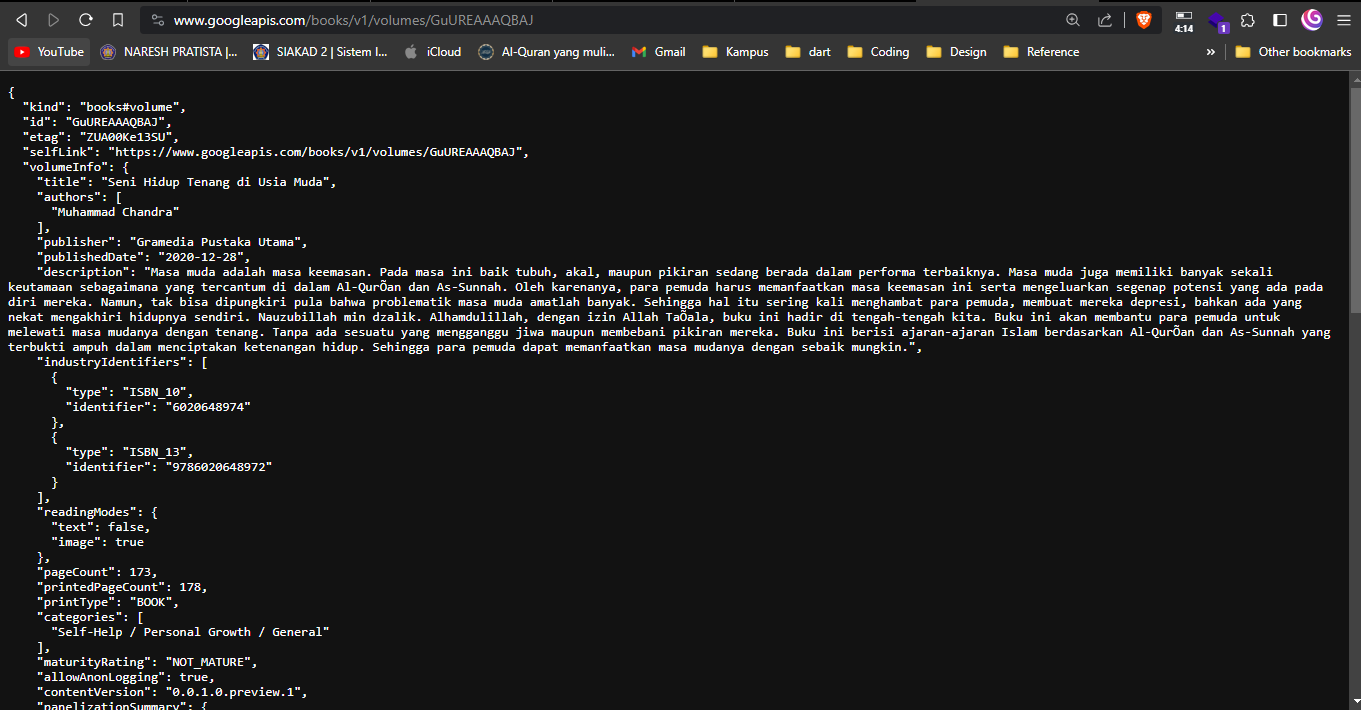 www.googleapis.com/books/v1/volumes/GuUREAAAQBAJ
4:14
1
YouTube NARESH PRATISTA |... SIAKAD 2 | Sistem I... iCloud Al-Quran yang muli... Gmail Kampus dart Coding Design Reference » Other bookmarks
{
"kind": "books#volume",
"id": "GuUREAAAQBAJ",
"etag": "ZUA00Ke13SU",
"selfLink": "https://www.googleapis.com/books/v1/volumes/GuUREAAAQBAJ",
"volumeInfo": {
"title": "Seni Hidup Tenang di Usia Muda",
"authors": [
"Muhammad Chandra"
],
"publisher": "Gramedia Pustaka Utama",
"publishedDate": "2020-12-28",
"description": "Masa muda adalah masa keemasan. Pada masa ini baik tubuh, akal, maupun pikiran sedang berada dalam performa terbaiknya. Masa muda juga memiliki banyak sekali
keutamaan sebagaimana yang tercantum di dalam Al-QurÕan dan As-Sunnah. Oleh karenanya, para pemuda harus memanfaatkan masa keemasan ini serta mengeluarkan segenap potensi yang ada pada
diri mereka. Namun, tak bisa dipungkiri pula bahwa problematik masa muda amatlah banyak. Sehingga hal itu sering kali menghambat para pemuda, membuat mereka depresi, bahkan ada yang
nekat mengakhiri hidupnya sendiri. Nauzubillah min dzalik. Alhamdulillah, dengan izin Allah TaÕala, buku ini hadir di tengah-tengah kita. Buku ini akan membantu para pemuda untuk
melewati masa mudanya dengan tenang. Tanpa ada sesuatu yang mengganggu jiwa maupun membebani pikiran mereka. Buku ini berisi ajaran-ajaran Islam berdasarkan Al-QurÕan dan As-Sunnah yang
terbukti ampuh dalam menciptakan ketenangan hidup. Sehingga para pemuda dapat memanfaatkan masa mudanya dengan sebaik mungkin.",
"industryIdentifiers": [
{
"type": "ISBN_10",
"identifier": "6020648974"
},
{
"type": "ISBN_13",
"identifier": "9786020648972"
}
],
"readingModes": {
"text": false,
"image": true
},
"pageCount": 173,
"printedPageCount": 178,
"printType": "BOOK",
"categories": [
"Self-Help / Personal Growth / General"
],
"maturityRating": "NOT_MATURE",
"allowAnonLogging": true,
"contentVersion": "0.0.1.0.preview.1",
"panelizationSummary": {